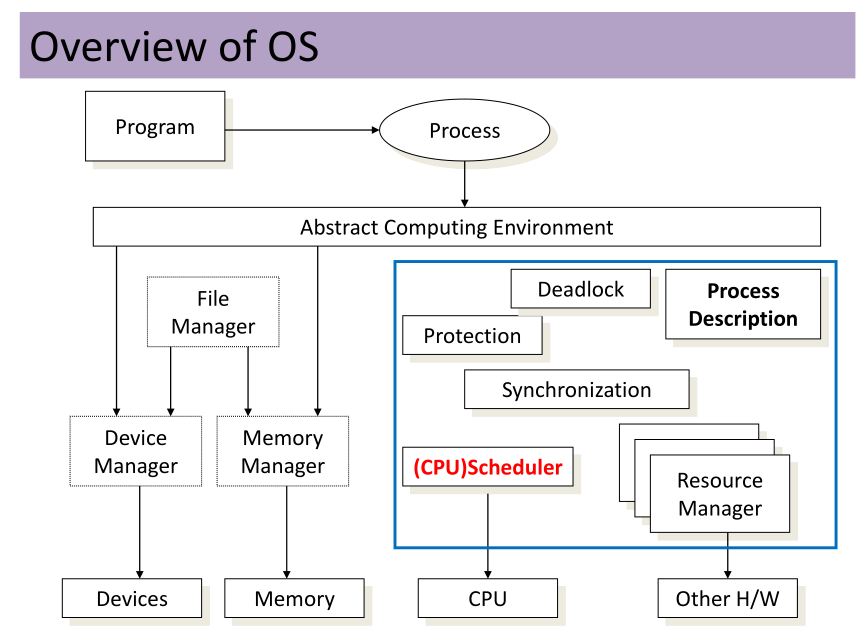 Overview of OS
Program
Process
Abstract Computing Environment
File
Manager
Deadlock
Process
Description
Protection
Synchronization
Device
Manager
Memory
Manager
(CPU)Scheduler
Resource
Manager
Devices
Memory
CPU
Other H/W